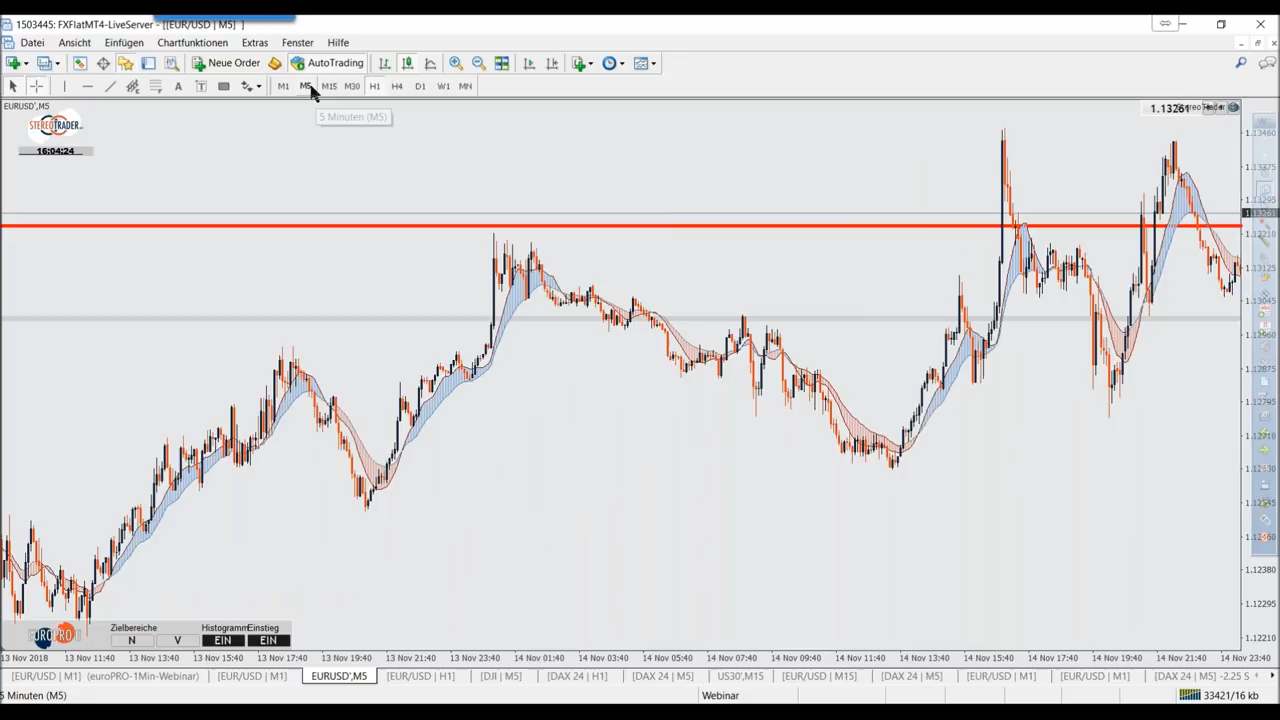 1503445: FXFlatMT4-LiveServer - [[EUR/USD | M5] ]
Datei Ansicht Einfügen Chartfunktionen Extras Fenster Hilfe
New Order AutoTrading
A T M1 M5 M15 M30 H1 H4 D1 W1 MN
EURUSD',M5
5 Minuten (M5)
1.13261
STEREOTRADER
16:04:24
1.13460
1.13375
1.13295
1.13261
1.13210
1.13125
1.13045
1.12960
1.12875
1.12795
1.12710
1.12630
1.12545
1.12460
1.12380
1.12295
1.12210
Zielbereiche Histogramm Einstieg
N V EIN EIN
13 Nov 2018 13 Nov 11:40 13 Nov 13:40 13 Nov 15:40 13 Nov 17:40 13 Nov 19:40 13 Nov 21:40 13 Nov 23:40 14 Nov 01:40 14 Nov 03:40 14 Nov 05:40 14 Nov 07:40 14 Nov 09:40 14 Nov 11:40 14 Nov 13:40 14 Nov 15:40 14 Nov 17:40 14 Nov 19:40 14 Nov 21:40 14 Nov 23:40
[EUR/USD | M1] (euroPRO-1Min-Webinar) [EUR/USD | M1] EURUSD',M5 [EUR/USD | H1] [DJI | M5] [DAX 24 | H1] [DAX 24 | M5] US30',M15 [EUR/USD | M15] [DAX 24 | M5] [EUR/USD | M1] [EUR/USD | M1] [DAX 24 | M5] -2.25 S
5 Minuten (M5) Webinar 33421/16 kb